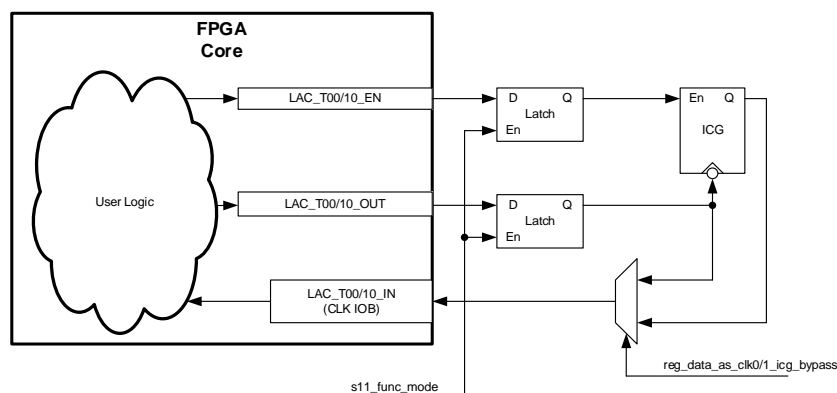 FPGA
Core
LAC_T00/10_EN
D Q
Latch
En
En Q
ICG
User Logic
LAC_T00/10_OUT
D Q
Latch
En
LAC_T00/10_IN
(CLK IOB)
reg_data_as_clk0/1_icg_bypass
s11_func_mode